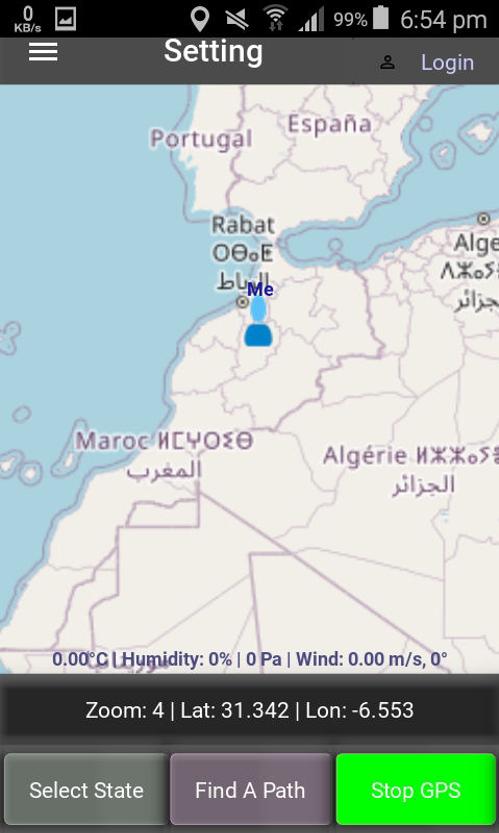 0
KB/s
99% 6:54 pm
Setting
Login
España
Portugal
Rabat
ⵔⴱⴰⵟ
الرباط
Me
Alge
المغرب
Maroc ⵍⵎⵖⵔⵉⴱ
Algérie ⵍⵣⵣⴰⵢ
الجزائر
0.00°C | Humidity: 0% | 0 Pa | Wind: 0.00 m/s, 0°
Zoom: 4 | Lat: 31.342 | Lon: -6.553
Select State
Find A Path
Stop GPS